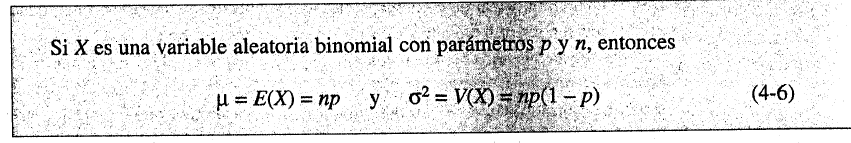 Si X es una variable aleatoria binomial con parámetros p y n, entonces
μ = E(X) = np y σ² = V(X) = np(1 – p) (4-6)